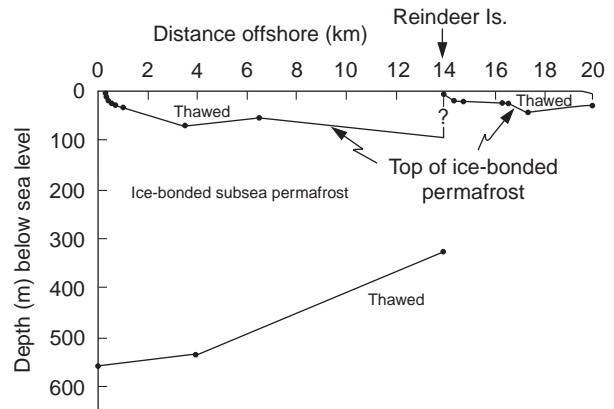 Reindeer Is.
Distance offshore (km)
0 2 4 6 8 10 12 14 16 18 20
0
100
200
300
400
500
600
Depth (m) below sea level
Thawed
Thawed
?
Top of ice-bonded
permafrost
Ice-bonded subsea permafrost
Thawed